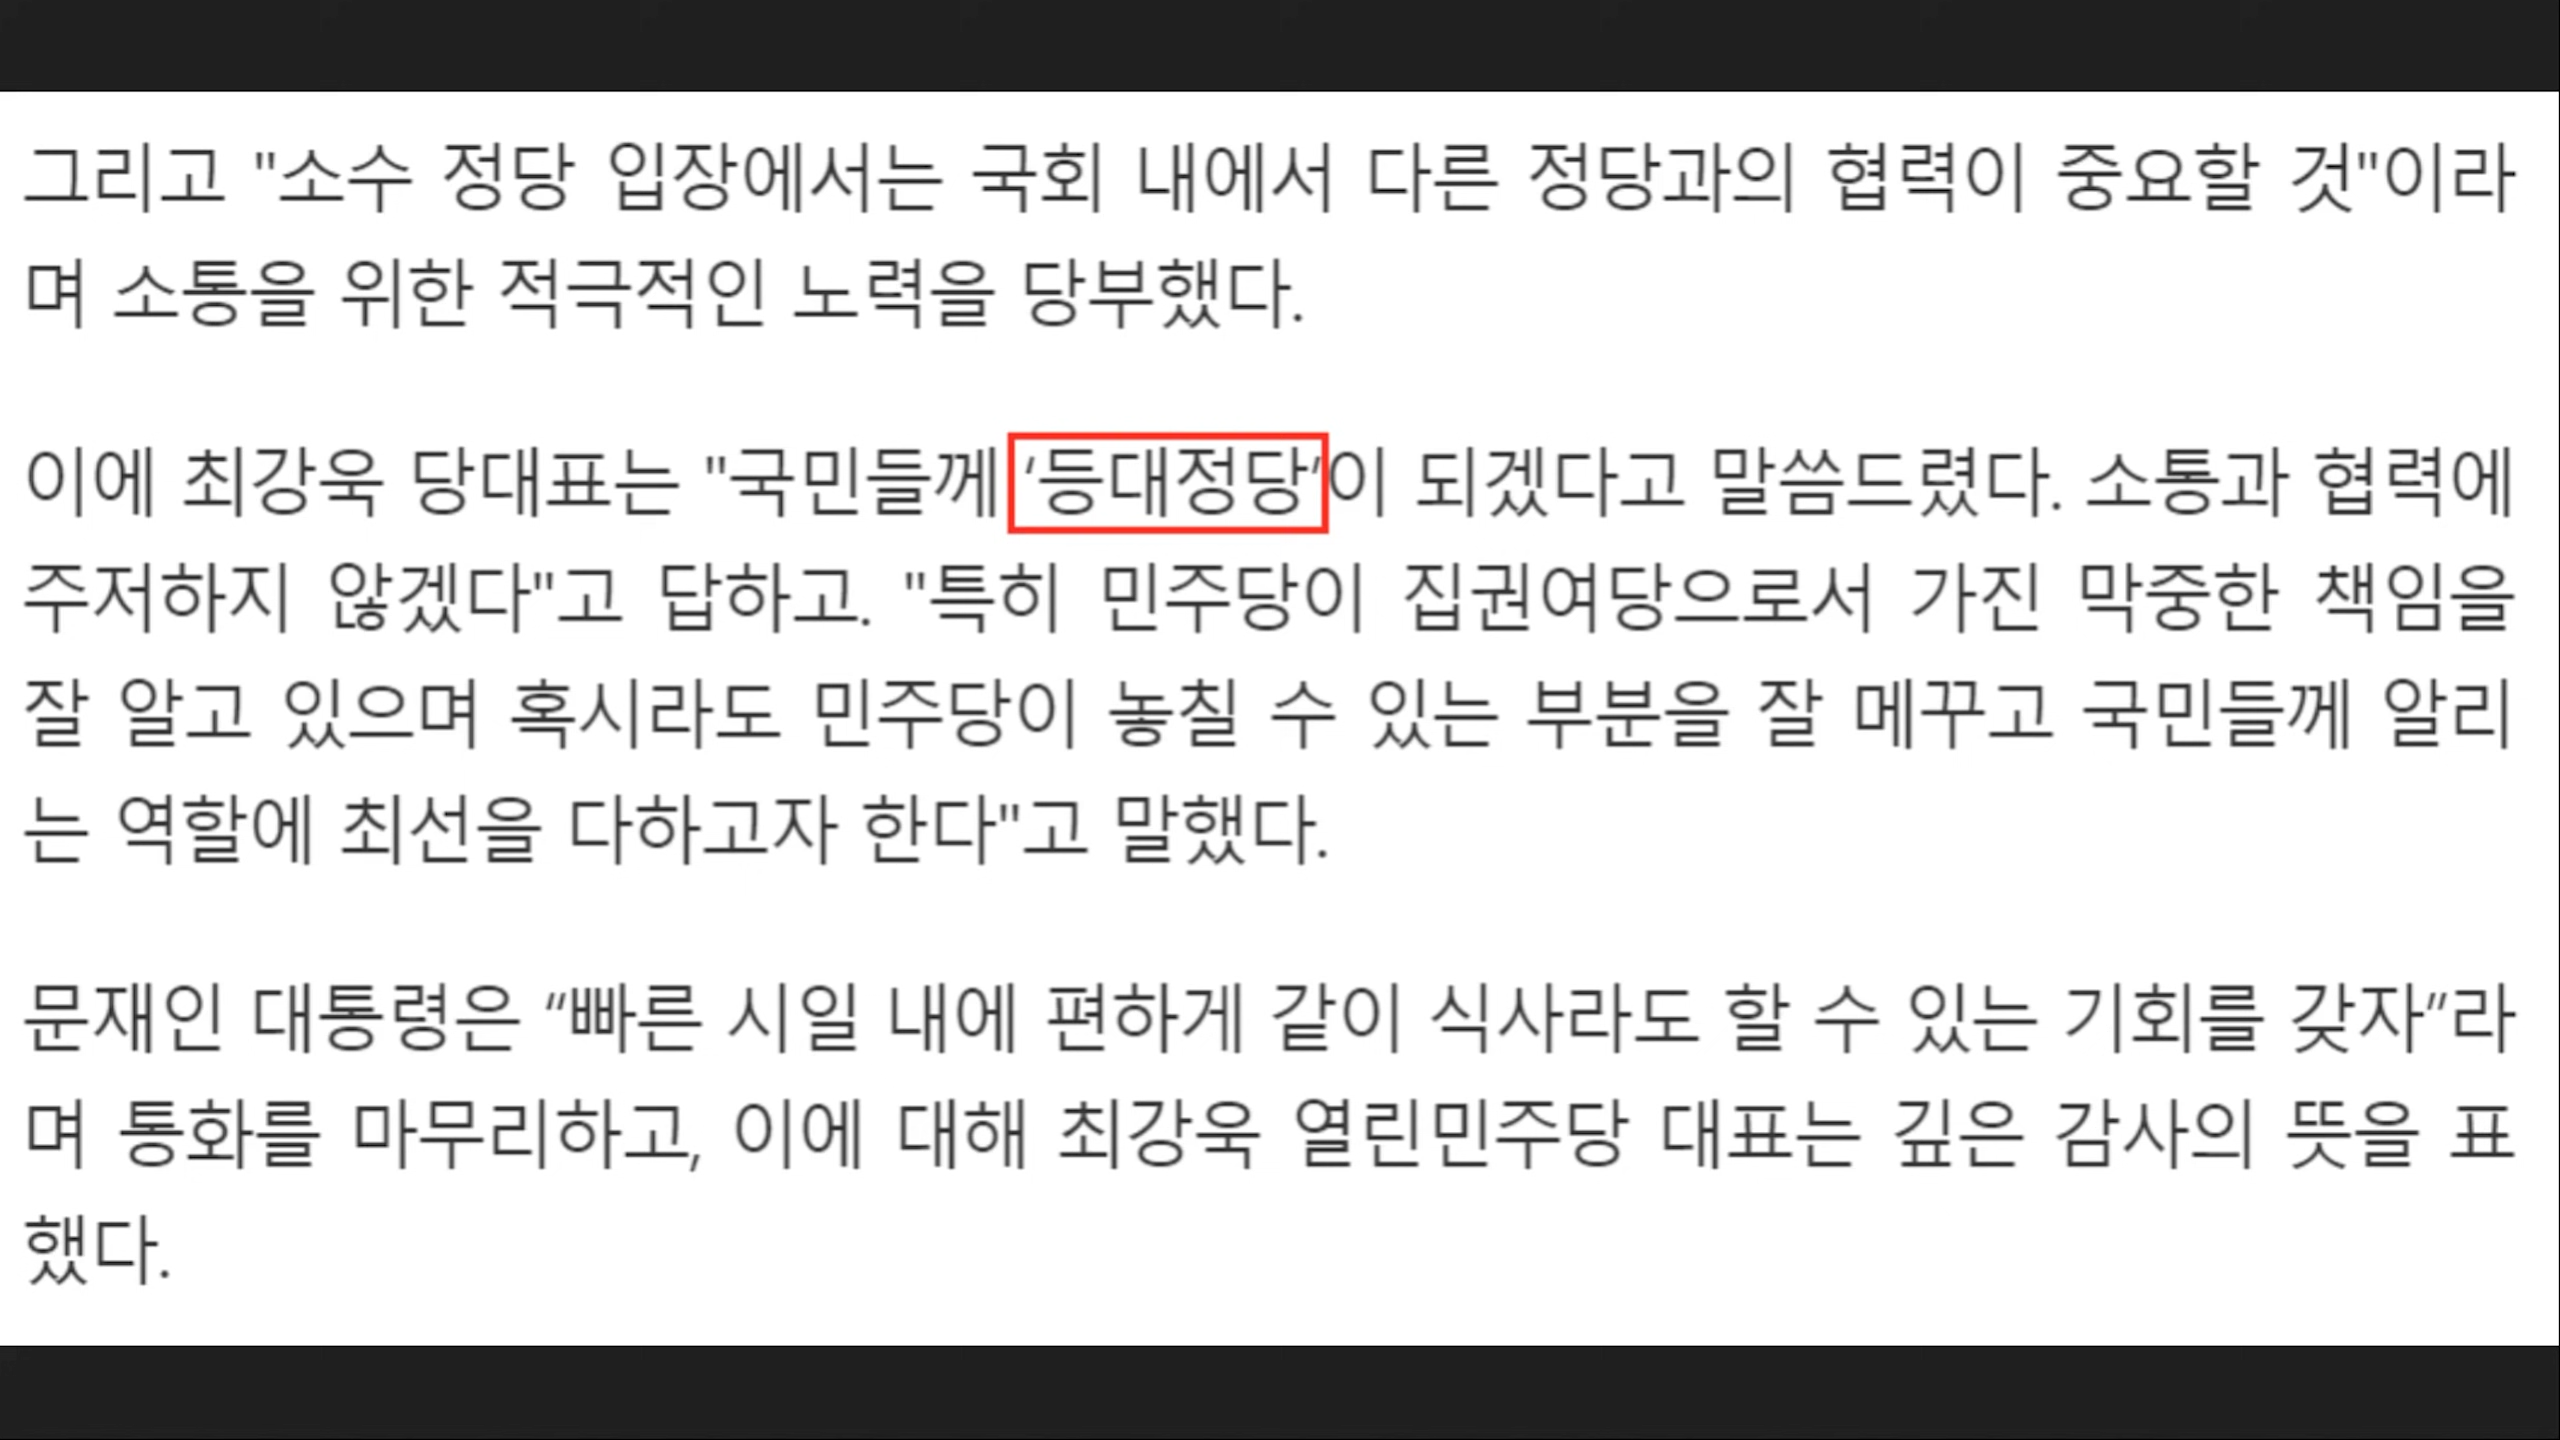 그리고 "소수 정당 입장에서는 국회 내에서 다른 정당과의 협력이 중요할 것"이라
며 소통을 위한 적극적인 노력을 당부했다.
이에 최강욱 당대표는 "국민들께 ‘등대정당’이 되겠다고 말씀드렸다. 소통과 협력에
주저하지 않겠다"고 답하고. "특히 민주당이 집권여당으로서 가진 막중한 책임을
잘 알고 있으며 혹시라도 민주당이 놓칠 수 있는 부분을 잘 메꾸고 국민들께 알리
는 역할에 최선을 다하고자 한다"고 말했다.
문재인 대통령은 “빠른 시일 내에 편하게 같이 식사라도 할 수 있는 기회를 갖자”라
며 통화를 마무리하고, 이에 대해 최강욱 열린민주당 대표는 깊은 감사의 뜻을 표
했다.